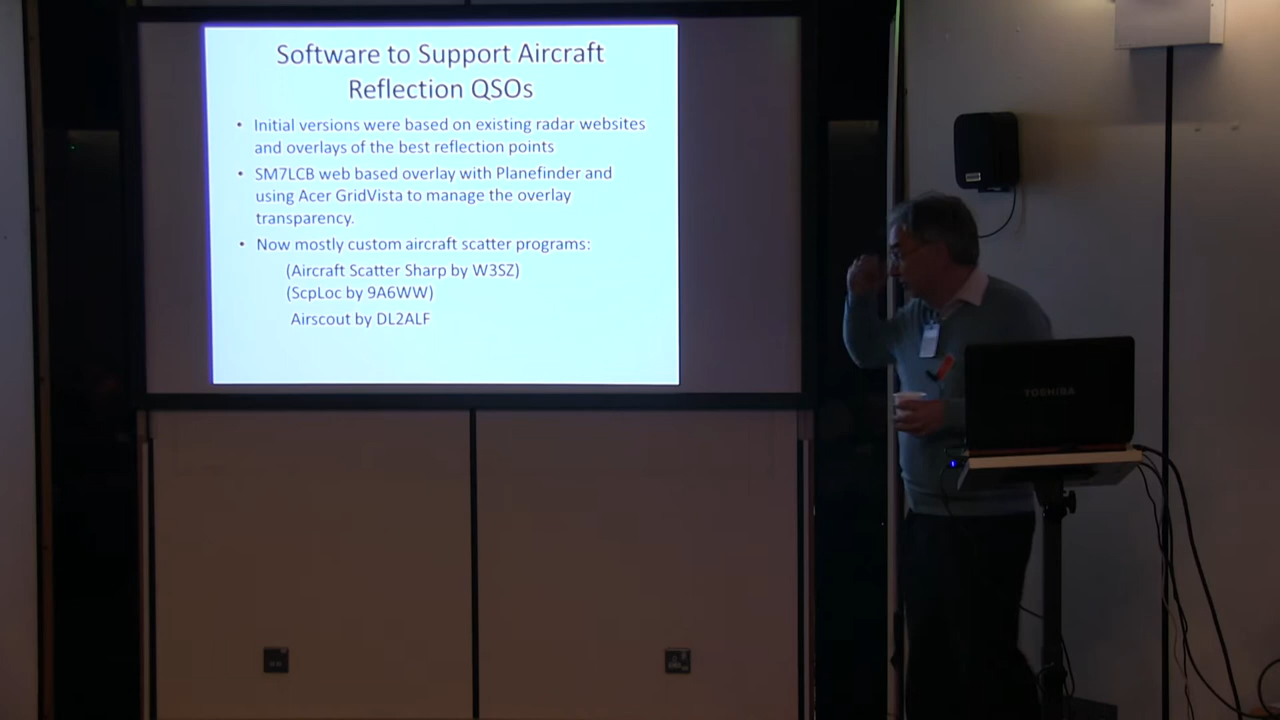 Software to Support Aircraft
Reflection QSOs
• Initial versions were based on existing radar websites
and overlays of the best reflection points
• SM7LCB web based overlay with Planefinder and
using Acer GridVista to manage the overlay
transparency.
• Now mostly custom aircraft scatter programs:
(Aircraft Scatter Sharp by W3SZ)
(ScpLoc by 9A6WW)
Airscout by DL2ALF
TOSHIBA